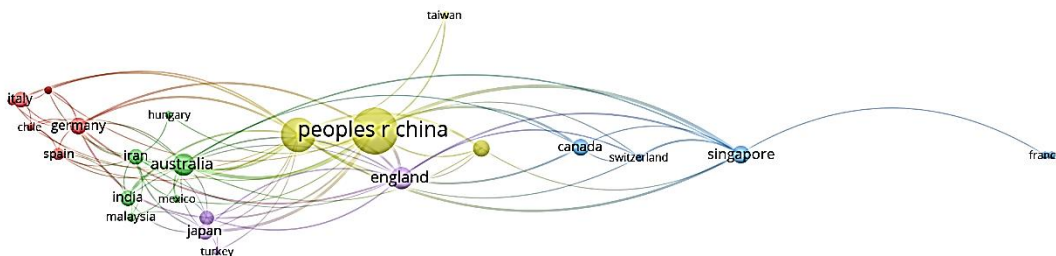 taiwan
italy
chile
germany
hungary
peoples r china
spain
iran
australia
canada
switzerland
singapore
franc
england
india
mexico
malaysia
japan
turkey